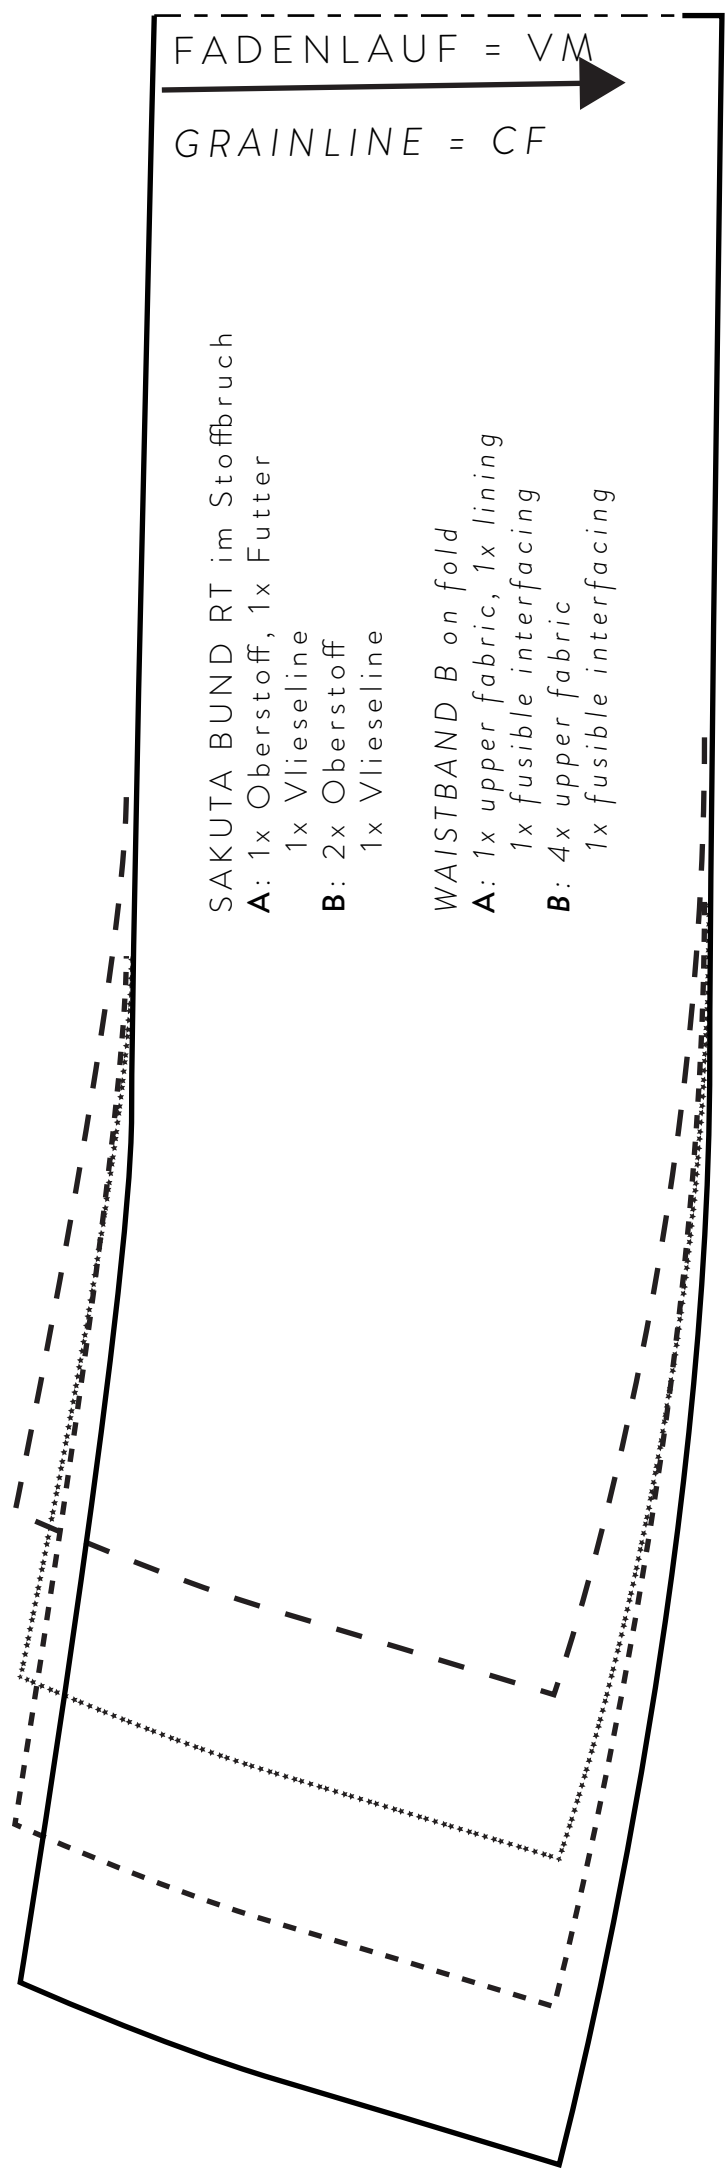 FADENLAUF = VM
GRAINLINE = CF
SAKUTA BUND RT im Stoffbruch
A: 1x Oberstoff, 1x Futter
1x Vlieseline
B: 2x Oberstoff
1x Vlieseline
WAISTBAND B on fold
A: 1x upper fabric, 1x lining
1x fusible interfacing
B: 4x upper fabric
1x fusible interfacing